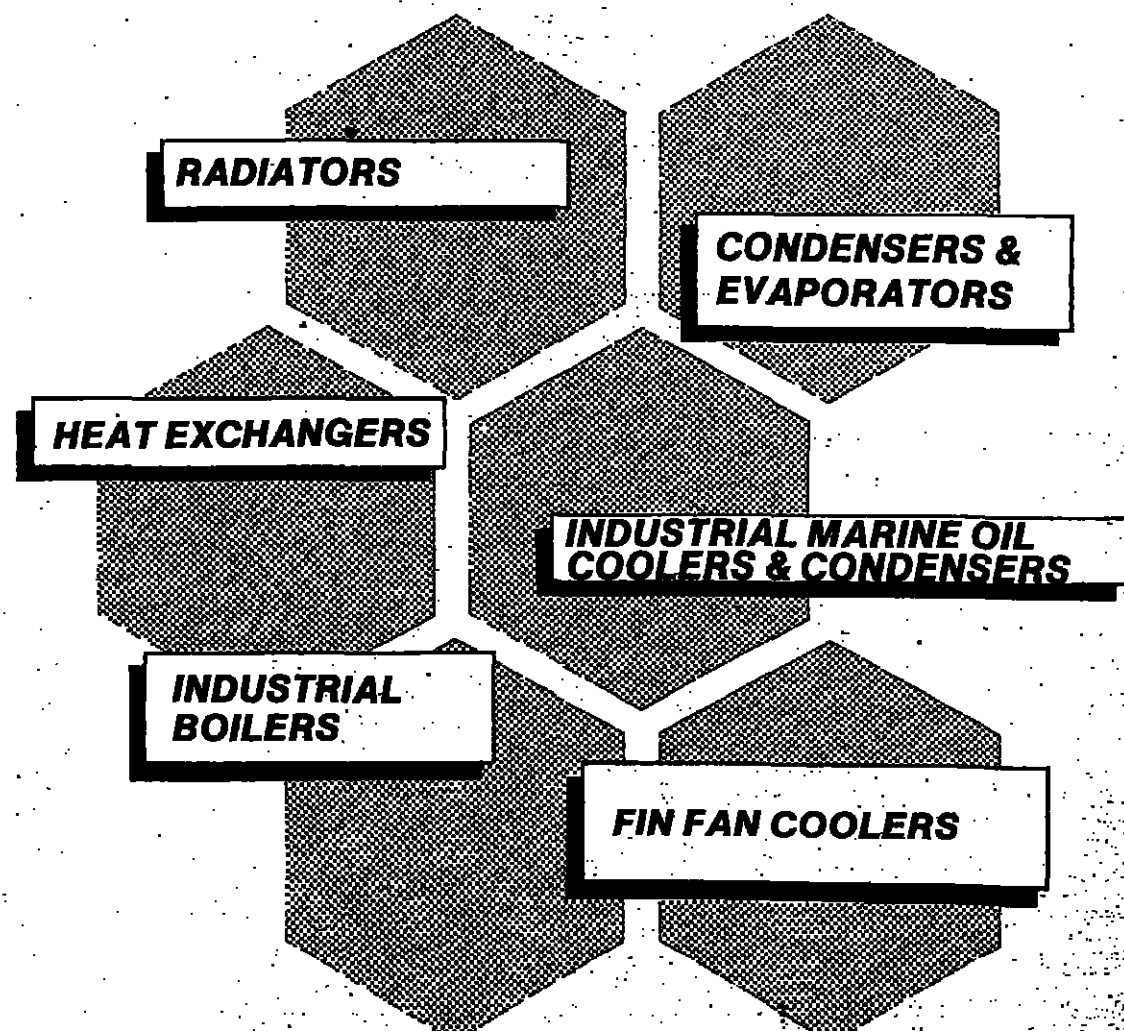 RADIATORS
CONDENSERS &
EVAPORATORS
HEAT EXCHANGERS
INDUSTRIAL MARINE OIL
COOLERS & CONDENSERS
INDUSTRIAL
BOILERS
FIN FAN COOLERS